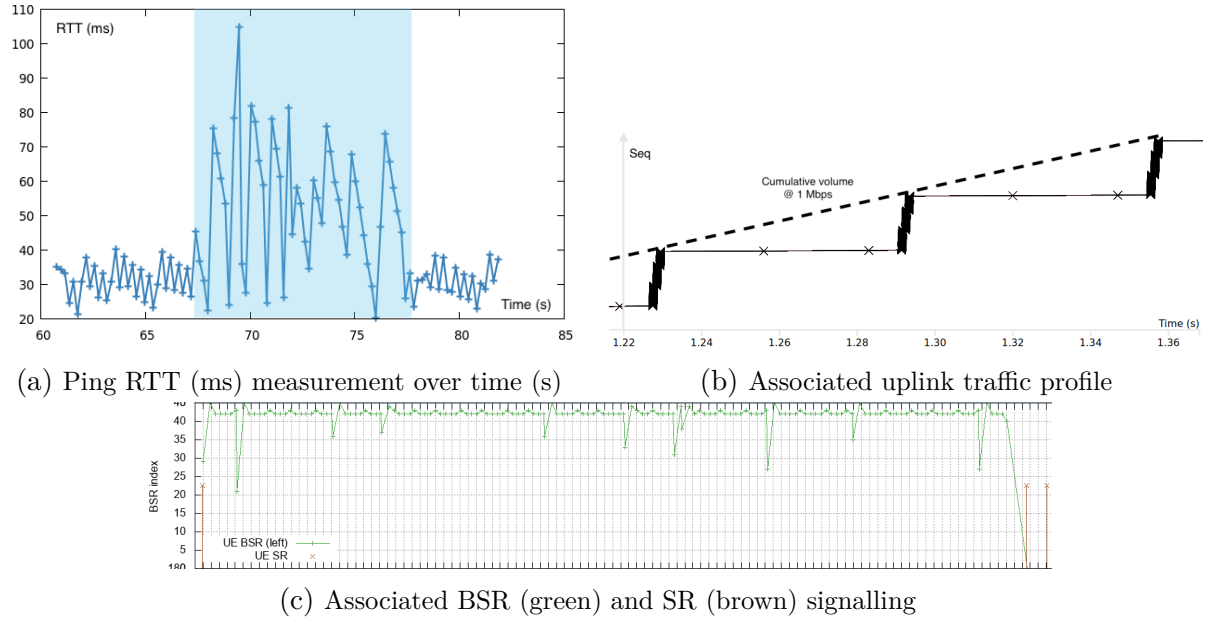 RTT (ms)
110
100
90
80
70
60
50
40
30
20
Time (s)
60
65
70
75
80
85
(a) Ping RTT (ms) measurement over time (s)
Seq
Cumulative volume
@ 1 Mbps
Time (s)
1.22
1.24
1.26
1.28
1.30
1.32
1.34
1.36
(b) Associated uplink traffic profile
BSR index
45
40
35
30
25
20
15
10
5
180
UE BSR (left)
UE SR
(c) Associated BSR (green) and SR (brown) signalling